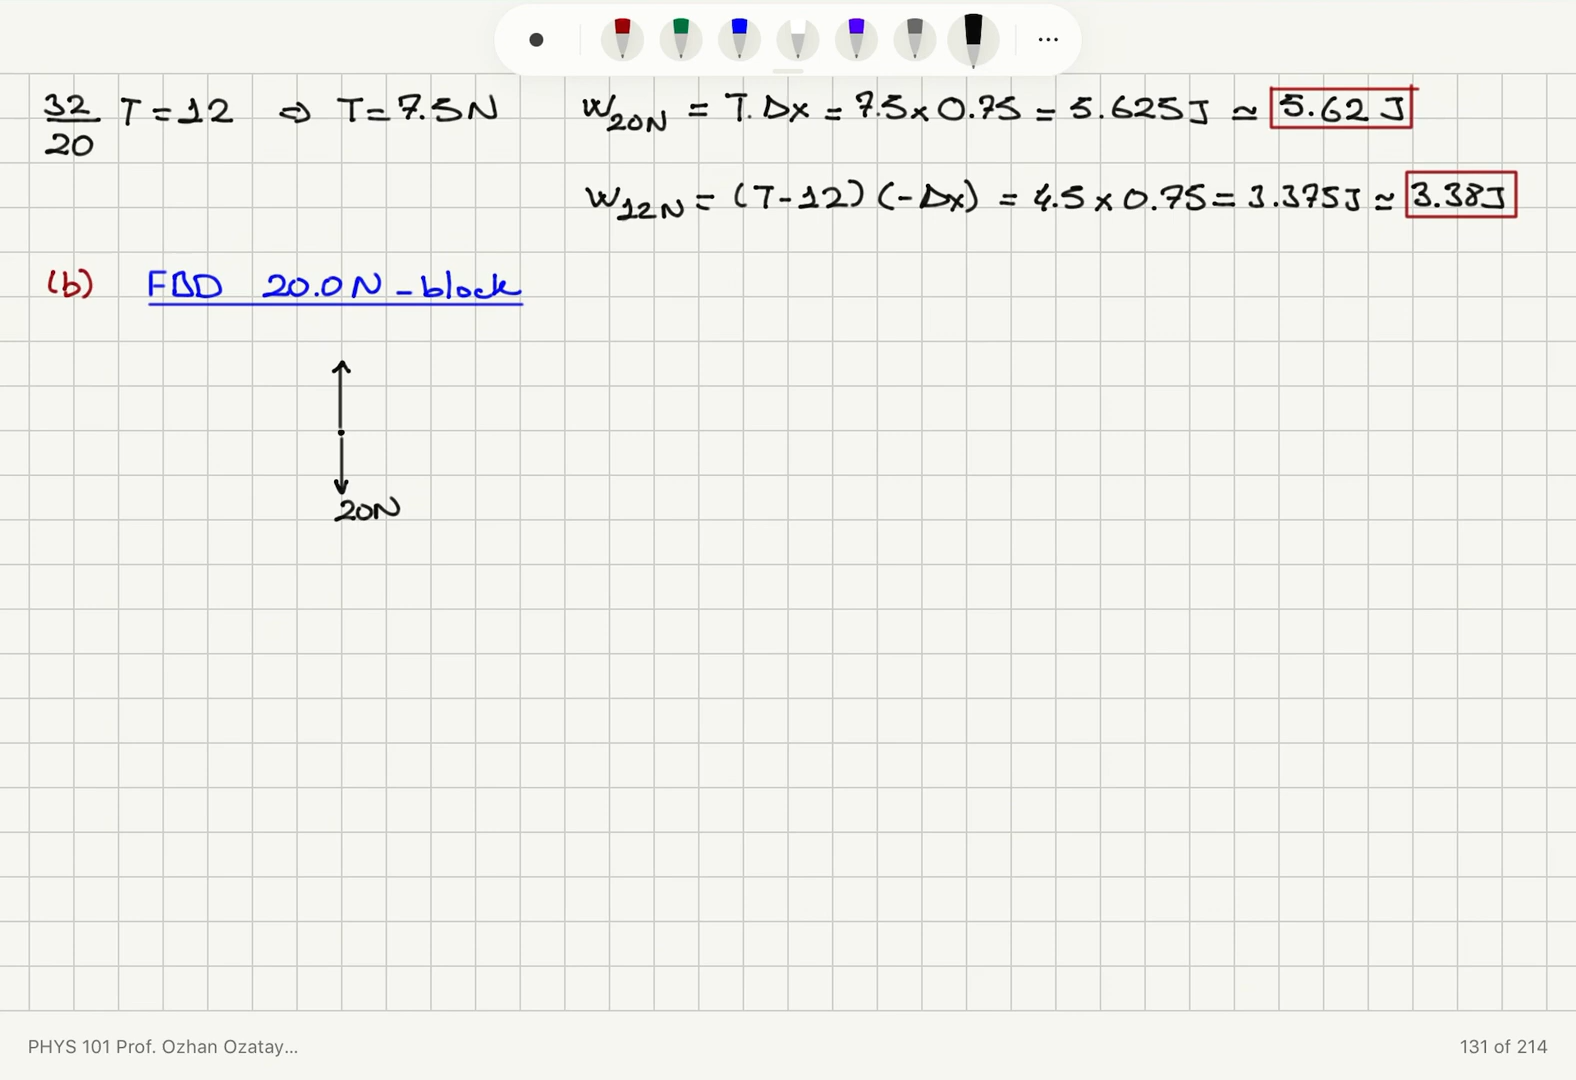 32/20 T = 12 ⇒ T = 7.5N W20N = T. Δx = 7.5 x 0.75 = 5.625J ≃ 5.62 J
W12N = (T-12) (-Δx) = 4.5 x 0.75 = 3.375J ≃ 3.38J
(b) FBD 20.0N-block
20N
PHYS 101 Prof. Ozhan Ozatay... 131 of 214